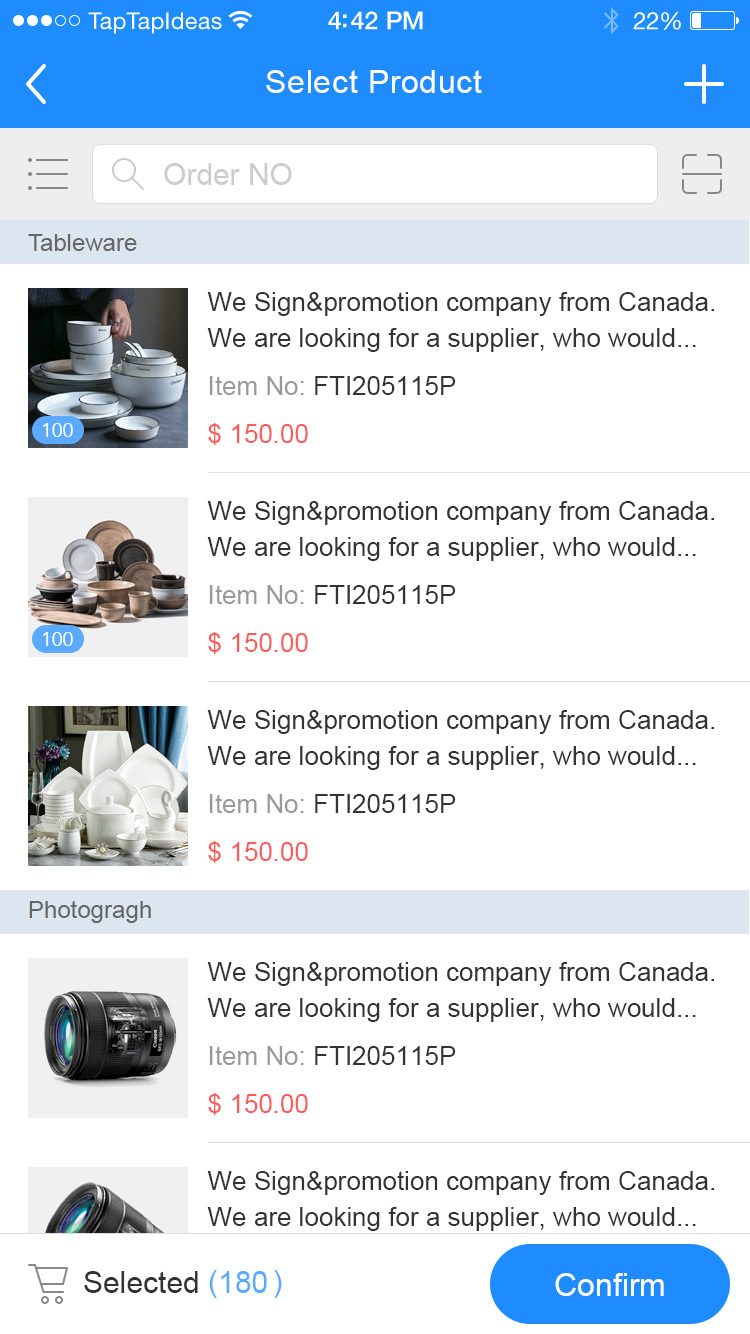 TapTapIdeas 4:42 PM 22%
Select Product
Order NO
Tableware
We Sign&promotion company from Canada.
We are looking for a supplier, who would...
Item No: FTI205115P
100
$ 150.00
We Sign&promotion company from Canada.
We are looking for a supplier, who would...
Item No: FTI205115P
100
$ 150.00
We Sign&promotion company from Canada.
We are looking for a supplier, who would...
Item No: FTI205115P
$ 150.00
Photogragh
We Sign&promotion company from Canada.
We are looking for a supplier, who would...
Item No: FTI205115P
$ 150.00
We Sign&promotion company from Canada.
We are looking for a supplier, who would...
Selected (180)
Confirm